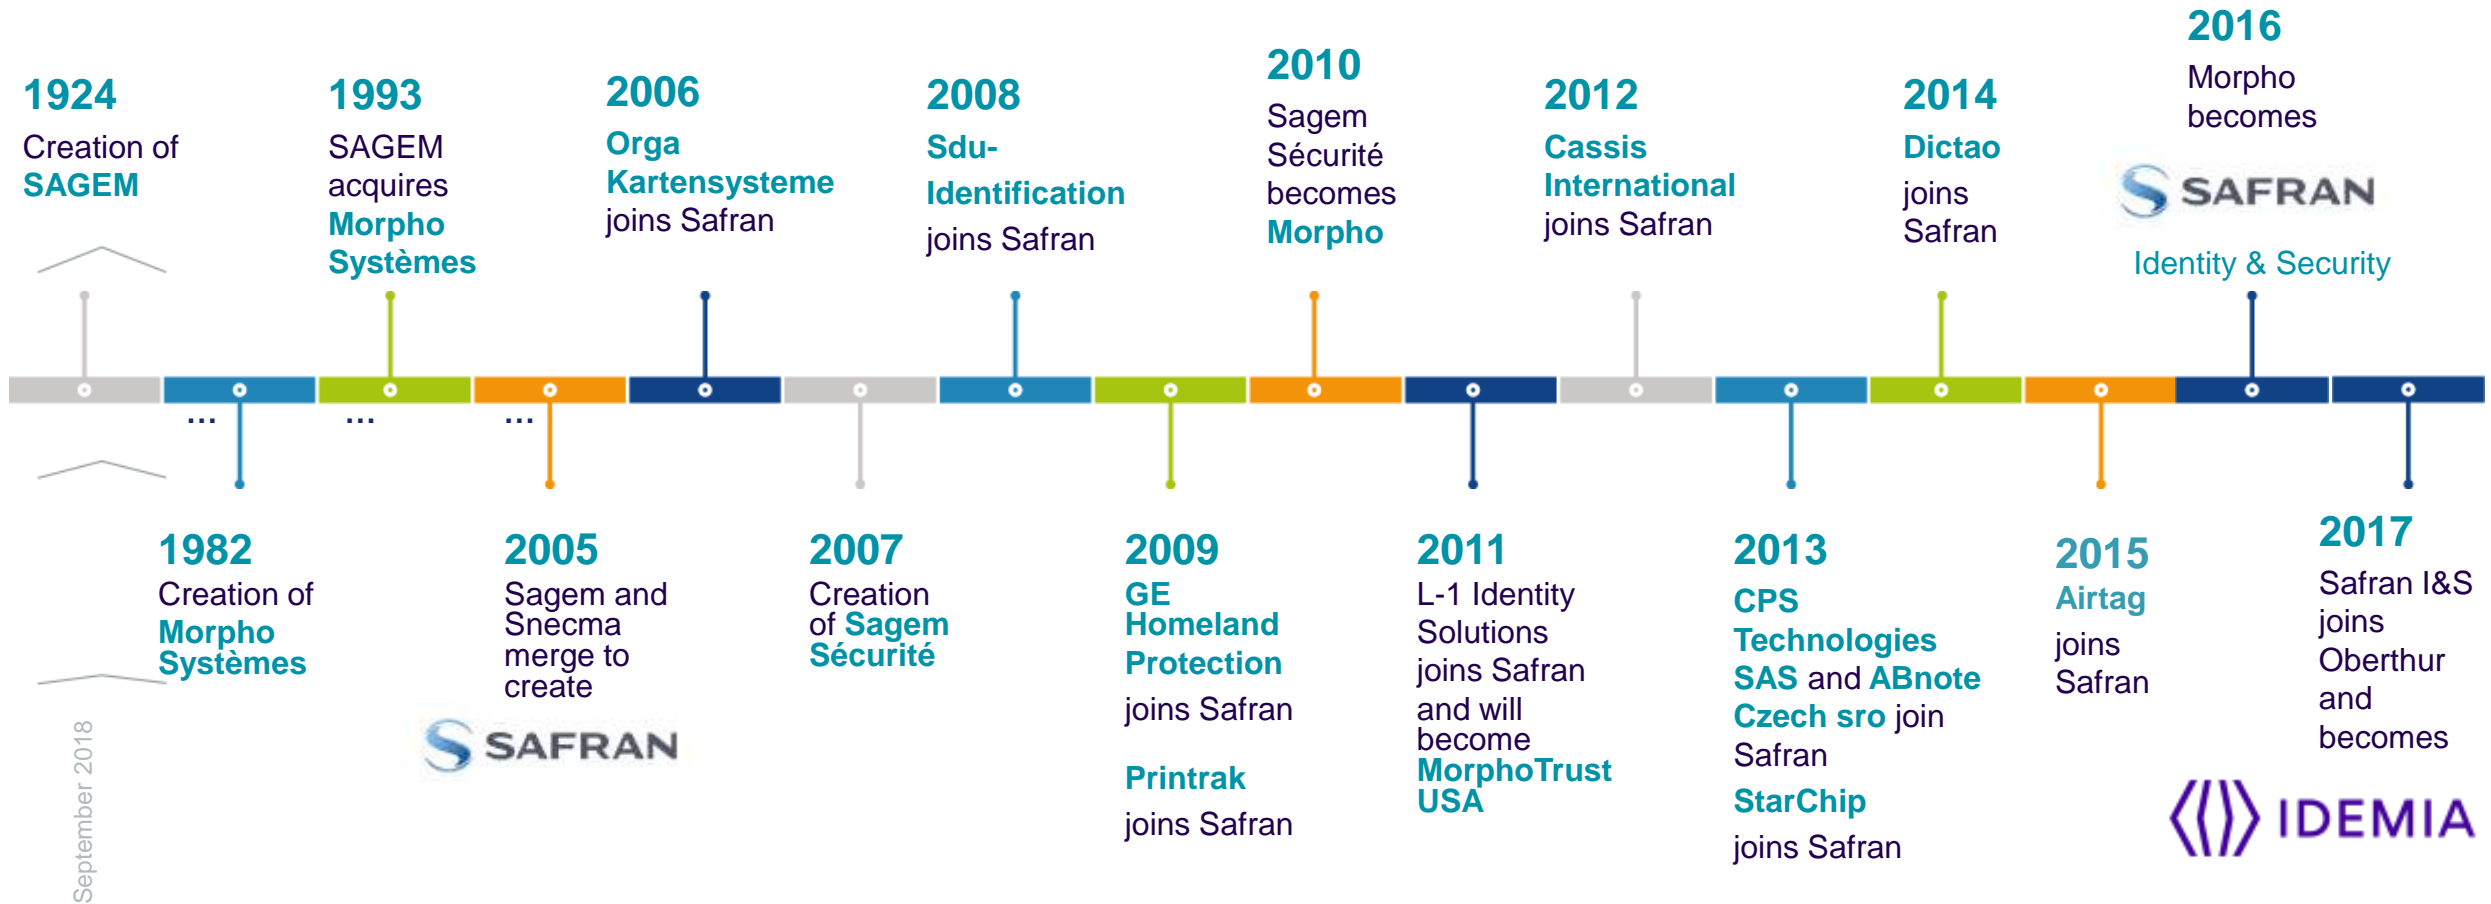 1924
Creation of
SAGEM
1982
Creation of
Morpho
Systèmes
1993
SAGEM
acquires
Morpho
Systèmes
2005
Sagem and
Snecma
merge to
create
SAFRAN
2006
Orga
Kartensysteme
joins Safran
2007
Creation
of Sagem
Sécurité
2008
Sdu-
Identification
joins Safran
2009
GE
Homeland
Protection
joins Safran
Printrak
joins Safran
2010
Sagem
Sécurité
becomes
Morpho
2011
L-1 Identity
Solutions
joins Safran
and will
become
MorphoTrust
USA
2012
Cassis
International
joins Safran
2013
CPS
Technologies
SAS and ABnote
Czech sro join
Safran
StarChip
joins Safran
2014
Dictao
joins
Safran
2015
Airtag
joins
Safran
2016
Morpho
becomes
SAFRAN
Identity & Security
2017
Safran I&S
joins
Oberthur
and
becomes
IDEMIA
... ... ...
September 2018